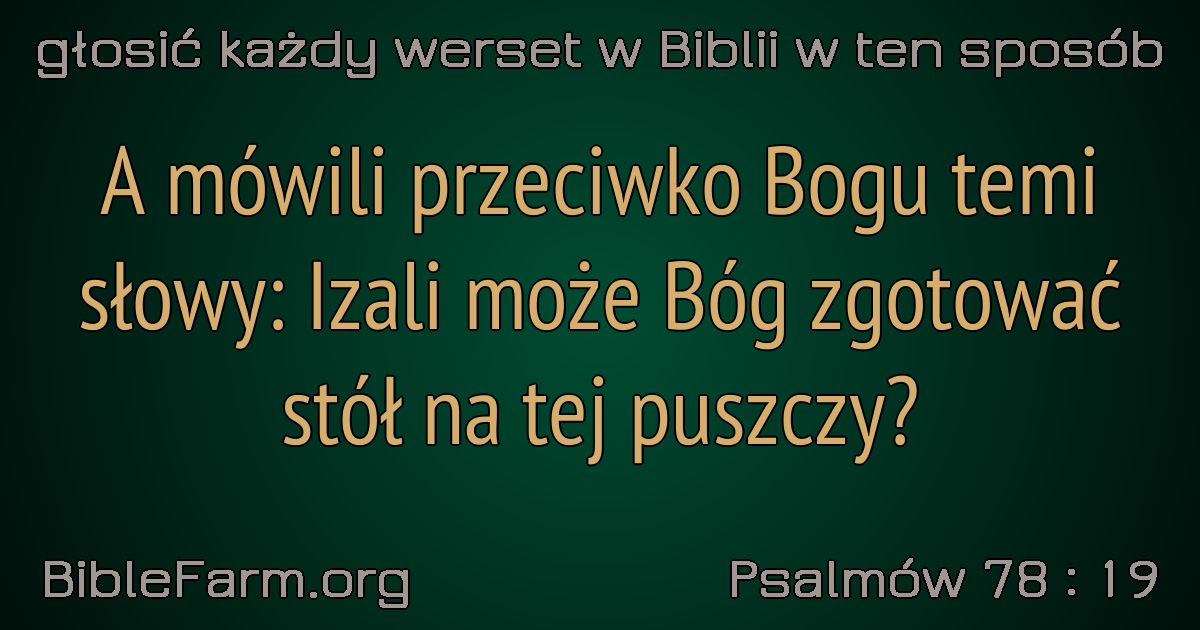 głosić każdy werset w Biblii w ten sposób
A mówili przeciwko Bogu temi
słowy: Izali może Bóg zgotować
stół na tej puszczy?
BibleFarm.org
Psalmów 78 : 19